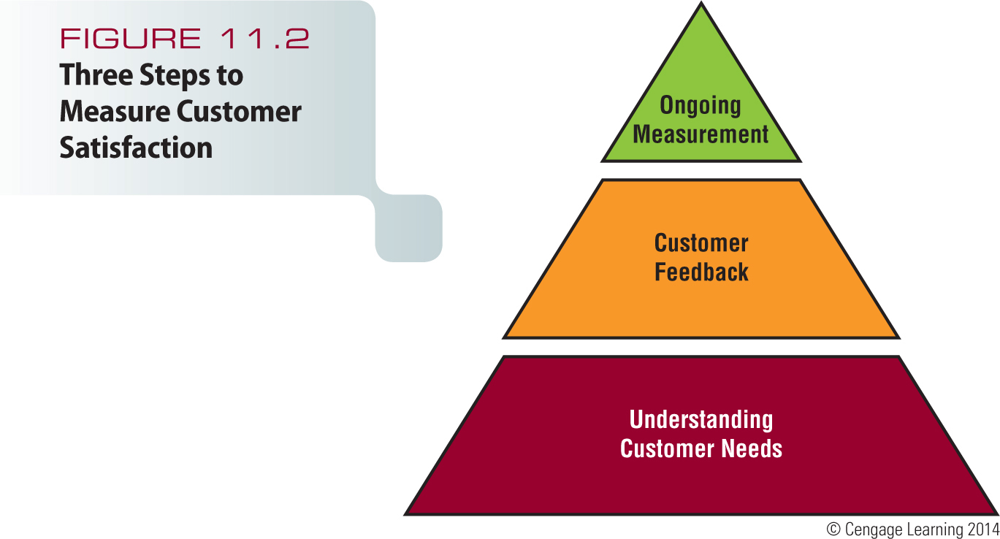 FIGURE 11.2
Three Steps to
Measure Customer
Satisfaction
Ongoing
Measurement
Customer
Feedback
Understanding
Customer Needs
© Cengage Learning 2014